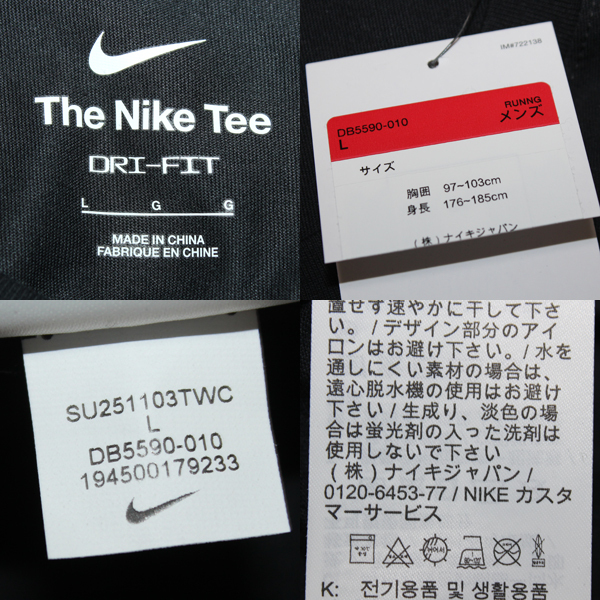 The Nike Tee
DRI-FIT
L G G
MADE IN CHINA
FABRIQUE EN CHINE
IM#722138
RUNNG
DB5590-010 メンズ
L
サイズ
胸囲 97~103cm
身長 176~185cm
(株)ナイキジャパン
SU251103TWC
L
DB5590-010
194500179233
直せず速やかに干して下さ
い。/デザイン部分のアイ
ロンはお避け下さい。/水を
通しにくい素材の場合は、
遠心脱水機の使用はお避け
下さい/生成り、淡色の場
合は蛍光剤の入った洗剤は
使用しないで下さい
(株)ナイキジャパン/
0120-6453-77/NIKE カスタ
マーサービス
K: 전기용품 및 생활용품